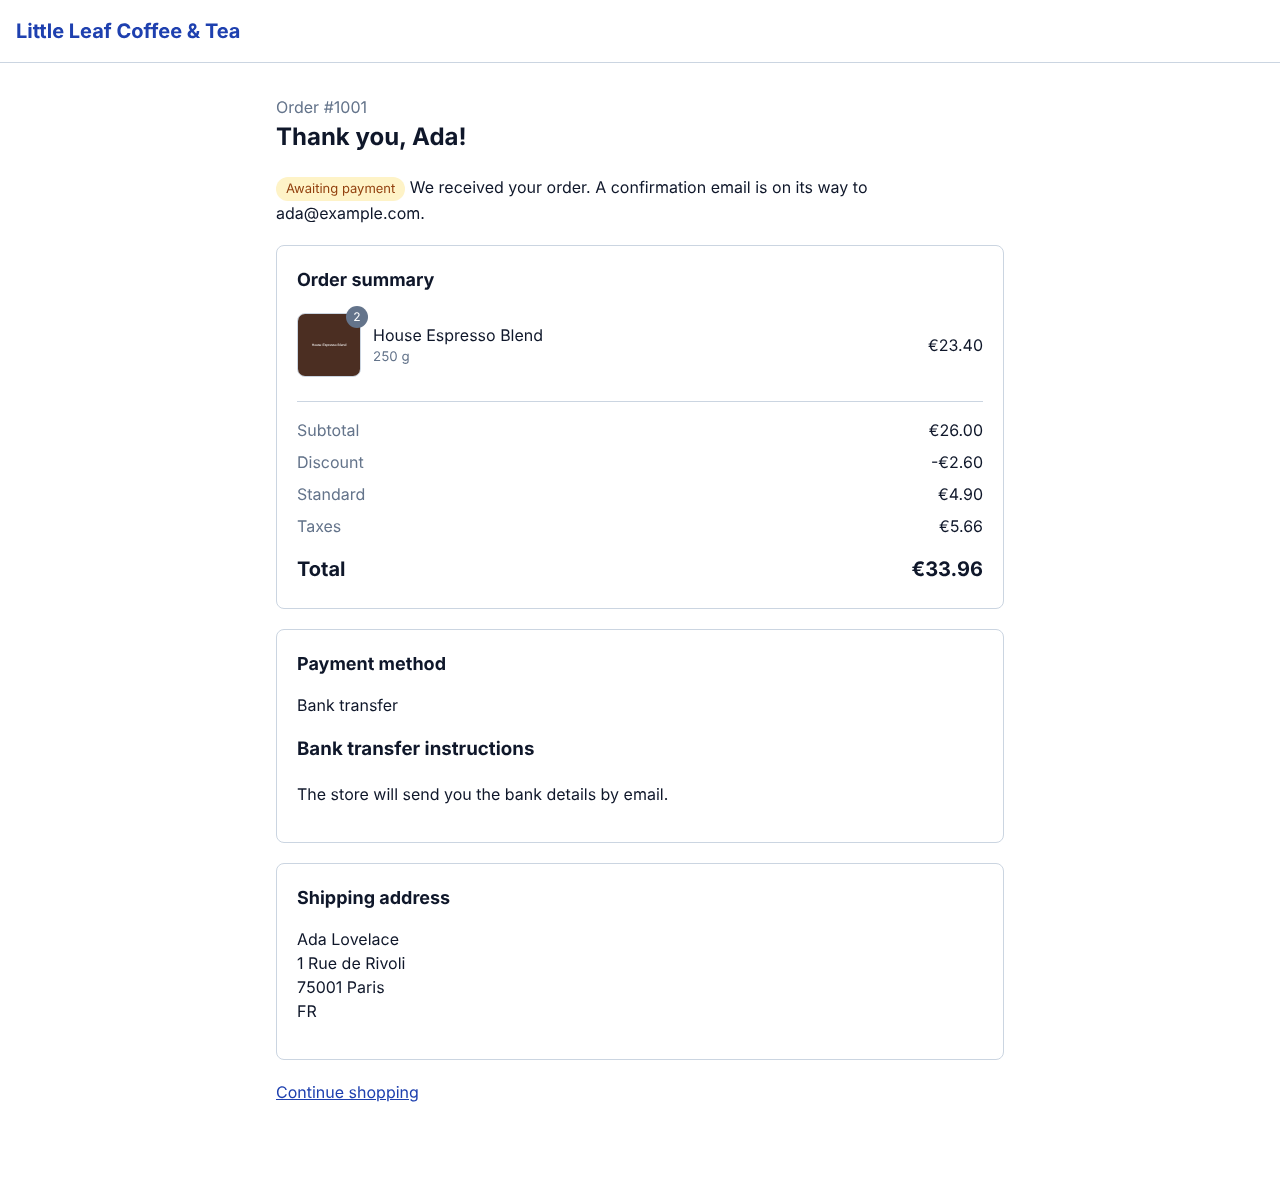 Little Leaf Coffee & Tea
Order #1001
Thank you, Ada!
Awaiting payment We received your order. A confirmation email is on its way to
ada@example.com.
Order summary
2
House Espresso Blend
House Espresso Blend
250 g
€23.40
Subtotal €26.00
Discount -€2.60
Standard €4.90
Taxes €5.66
Total €33.96
Payment method
Bank transfer
Bank transfer instructions
The store will send you the bank details by email.
Shipping address
Ada Lovelace
1 Rue de Rivoli
75001 Paris
FR
Continue shopping